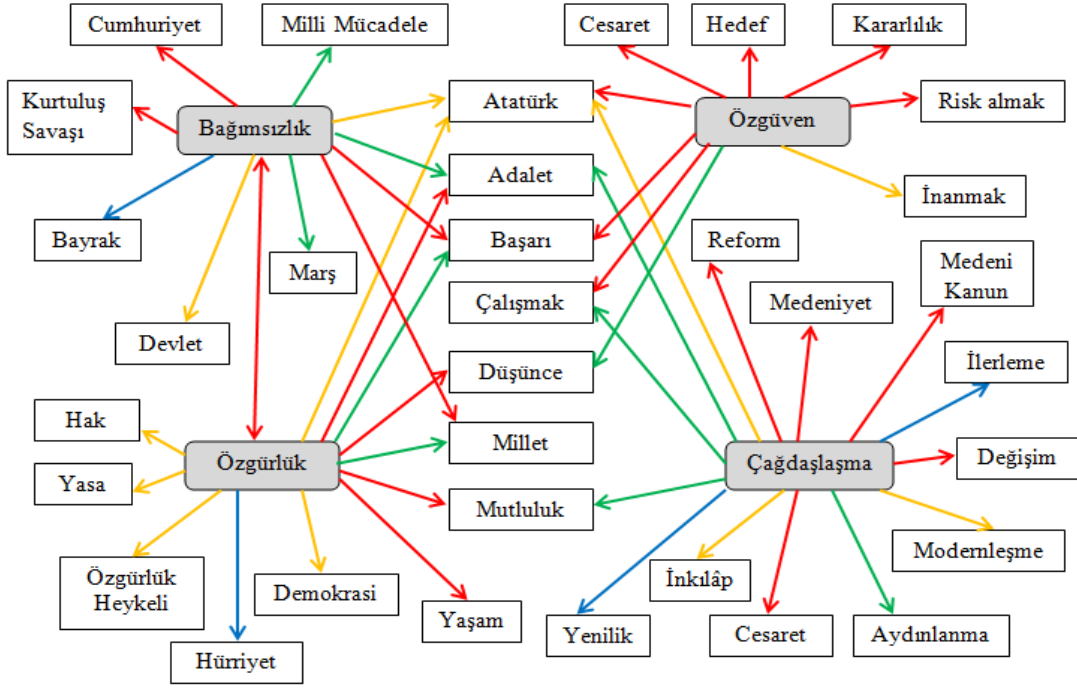 Cumhuriyet
Milli Mücadele
Cesaret
Hedef
Kararlılık
Kurtuluş
Savaşı
Atatürk
Risk almak
Bağımsızlık
Özgüven
Adalet
İnanmak
Bayrak
Başarı
Reform
Medeni
Kanun
Marş
Çalışmak
Medeniyet
Devlet
Düşünce
İlerleme
Hak
Millet
Özgürlük
Çağdaşlaşma
Değişim
Yasa
Mutluluk
Modernleşme
Özgürlük
Heykeli
Demokrasi
İnkılâp
Yaşam
Yenilik
Cesaret
Aydınlanma
Hürriyet